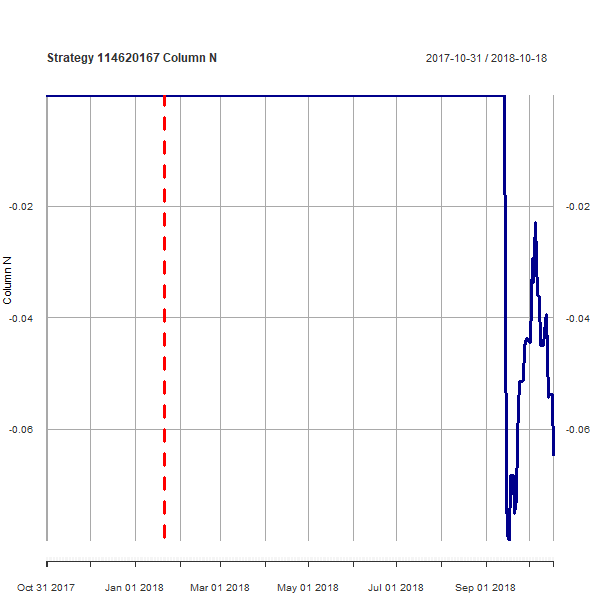 Strategy 114620167 Column N
2017-10-31 / 2018-10-18
-0.02
-0.02
-0.04
-0.04
-0.06
-0.06
Column N
Oct 31 2017
Jan 01 2018
Mar 01 2018
May 01 2018
Jul 01 2018
Sep 01 2018